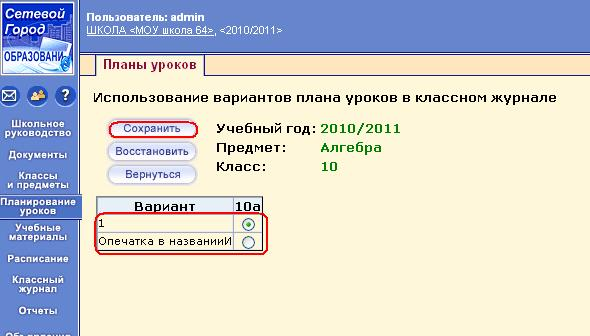 Сетевой
Город
ОБРАЗОВАНИ
Пользователь: admin
ШКОЛА <МОУ школа 64>, <2010/2011>
Планы уроков
?
Школьное
руководство
Документы
Классы
и предметы
Планирование
уроков
Учебные
материалы
Расписание
Классный
журнал
Отчеты
Использование вариантов плана уроков в классном журнале
Сохранить
Восстановить
Вернуться
Учебный год: 2010/2011
Предмет: Алгебра
Класс: 10
Вариант 10а
1
Опечатка в названииИ